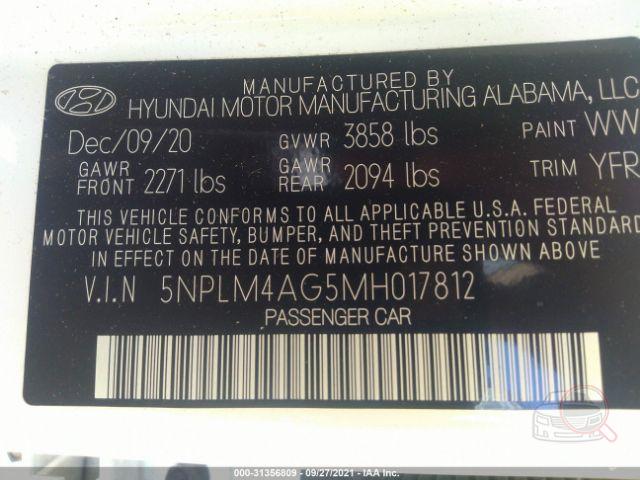 MANUFACTURED BY
HYUNDAI MOTOR MANUFACTURING ALABAMA, LLC
Dec/09/20 GVWR 3858 lbs PAINT WW
GAWR FRONT 2271 lbs GAWR REAR 2094 lbs TRIM YFR
THIS VEHICLE CONFORMS TO ALL APPLICABLE U.S.A. FEDERAL
MOTOR VEHICLE SAFETY, BUMPER, AND THEFT PREVENTION STANDARD
IN EFFECT ON THE DATE OF MANUFACTURE SHOWN ABOVE.
V.I.N 5NPLM4AG5MH017812
PASSENGER CAR
000-31356809 - 09/27/2021 - IAA Inc.